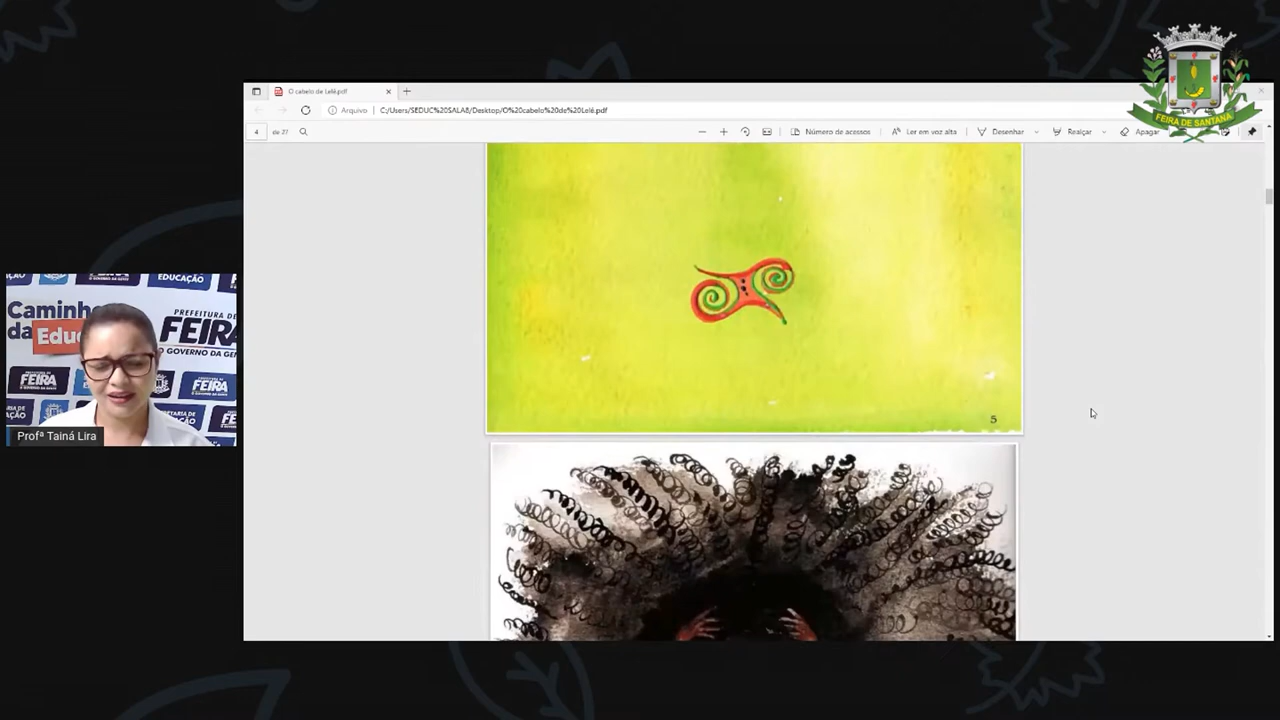 FEIRA DE SANTANA
O cabelo de Lelê.pdf
Arquivo
C:/Users/SEDUC%20SALA8/Desktop/O%20cabelo%20de%20Lelê.pdf
4
de 27
Número de acessos
Ler em voz alta
Desenhar
Realçar
Apagar
5
EDUCAÇÃO
Caminho
da Educ
PREFEITURA DE
FEIRA
O GOVERNO DA GEN
FEIRA
FEIRA
Profª Tainá Lira